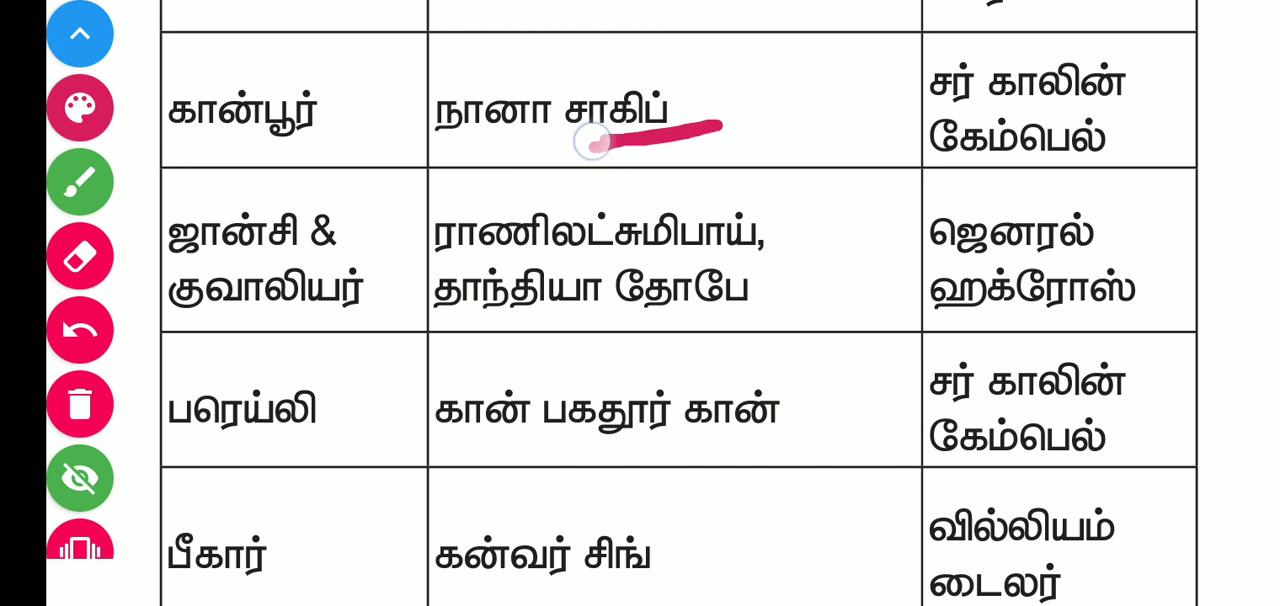 கான்பூர்
நானா சாகிப்
சர் காலின்
கேம்பெல்
ஜான்சி &
குவாலியர்
ராணிலட்சுமிபாய்,
தாந்தியா தோபே
ஜெனரல்
ஹக்ரோஸ்
பரெய்லி
கான் பகதூர் கான்
சர் காலின்
கேம்பெல்
பீகார்
கன்வர் சிங்
வில்லியம்
டைலர்